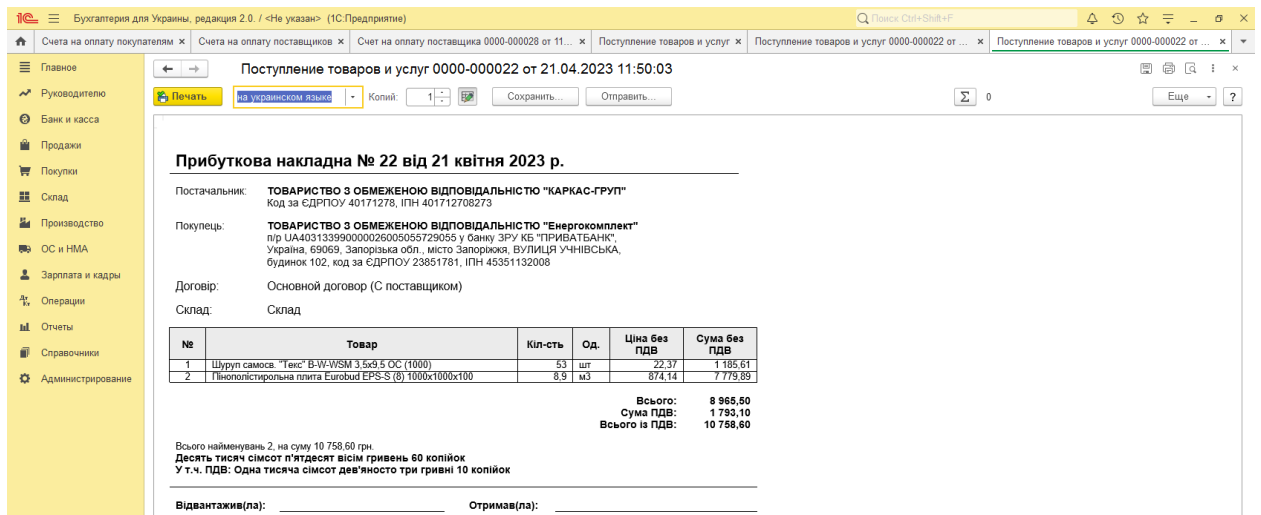 1С Бухгалтерия для Украины, редакция 2.0. / <Не указан> (1С:Предприятие) Поиск Ctrl+Shift+F
Счета на оплату покупателям × Счета на оплату поставщиков × Счет на оплату поставщика 0000-000028 от 11... × Поступление товаров и услуг × Поступление товаров и услуг 0000-000022 от ... × Поступление товаров и услуг 0000-000022 от ... ×
Главное
Руководителю
Банк и касса
Продажи
Покупки
Склад
Производство
ОС и НМА
Зарплата и кадры
Операции
Отчеты
Справочники
Администрирование
Поступление товаров и услуг 0000-000022 от 21.04.2023 11:50:03
Печать на украинском языке Копий: 1 Сохранить... Отправить... Σ 0 Еще ?
Прибуткова накладна № 22 від 21 квітня 2023 р.
Постачальник: ТОВАРИСТВО З ОБМЕЖЕНОЮ ВІДПОВІДАЛЬНІСТЮ "КАРКАС-ГРУП"
Код за ЄДРПОУ 40171278, ІПН 401712708273
Покупець: ТОВАРИСТВО З ОБМЕЖЕНОЮ ВІДПОВІДАЛЬНІСТЮ "Енергокомплект"
п/р UA403133990000026005055729055 у банку ЗРУ КБ "ПРИВАТБАНК",
Україна, 69069, Запорізька обл., місто Запоріжжя, ВУЛИЦЯ УЧНІВСЬКА,
будинок 102, код за ЄДРПОУ 23851781, ІПН 45351132008
Договір: Основной договор (С поставщиком)
Склад: Склад
№ Товар Кіл-сть Од. Ціна без ПДВ Сума без ПДВ
1 Шуруп самосв. "Текс" B-W-WSM 3,5х9,5 ОС (1000) 53 шт 22,37 1 185,61
2 Пінополістирольна плита Eurobud EPS-S (8) 1000х1000х100 8,9 м3 874,14 7 779,89
Всього: 8 965,50
Сума ПДВ: 1 793,10
Всього із ПДВ: 10 758,60
Всього найменувань 2, на суму 10 758,60 грн.
Десять тисяч сімсот п'ятдесят вісім гривень 60 копійок
У т.ч. ПДВ: Одна тисяча сімсот дев'яносто три гривні 10 копійок
Відвантажив(ла): Отримав(ла):